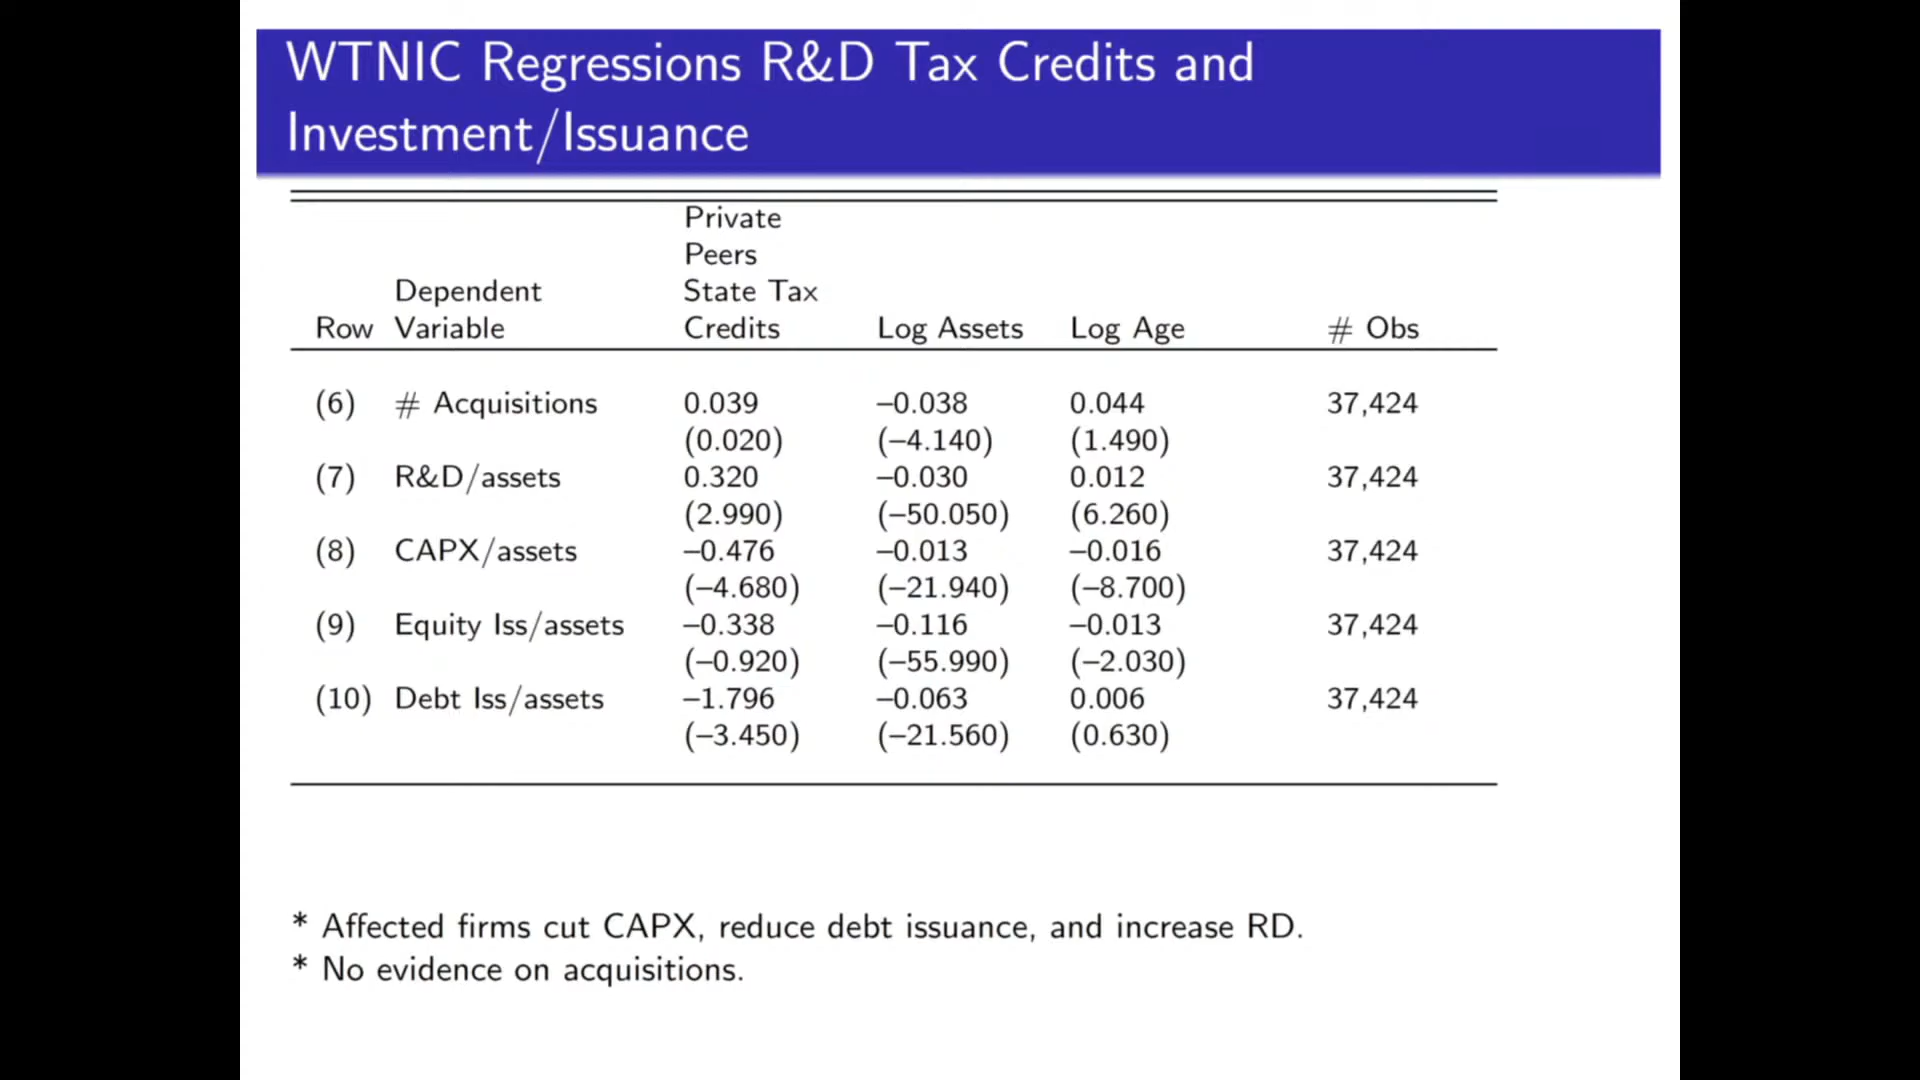 WTNIC Regressions R&D Tax Credits and
Investment/Issuance
Private
Peers
Dependent State Tax
Row Variable Credits Log Assets Log Age # Obs
(6) # Acquisitions 0.039 –0.038 0.044 37,424
(0.020) (–4.140) (1.490)
(7) R&D/assets 0.320 –0.030 0.012 37,424
(2.990) (–50.050) (6.260)
(8) CAPX/assets –0.476 –0.013 –0.016 37,424
(–4.680) (–21.940) (–8.700)
(9) Equity Iss/assets –0.338 –0.116 –0.013 37,424
(–0.920) (–55.990) (–2.030)
(10) Debt Iss/assets –1.796 –0.063 0.006 37,424
(–3.450) (–21.560) (0.630)
* Affected firms cut CAPX, reduce debt issuance, and increase RD.
* No evidence on acquisitions.